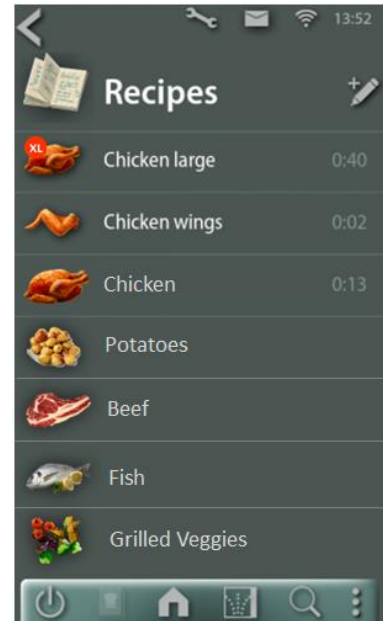 13:52
Recipes
XL
Chicken large 0:40
Chicken wings 0:02
Chicken 0:13
Potatoes
Beef
Fish
Grilled Veggies